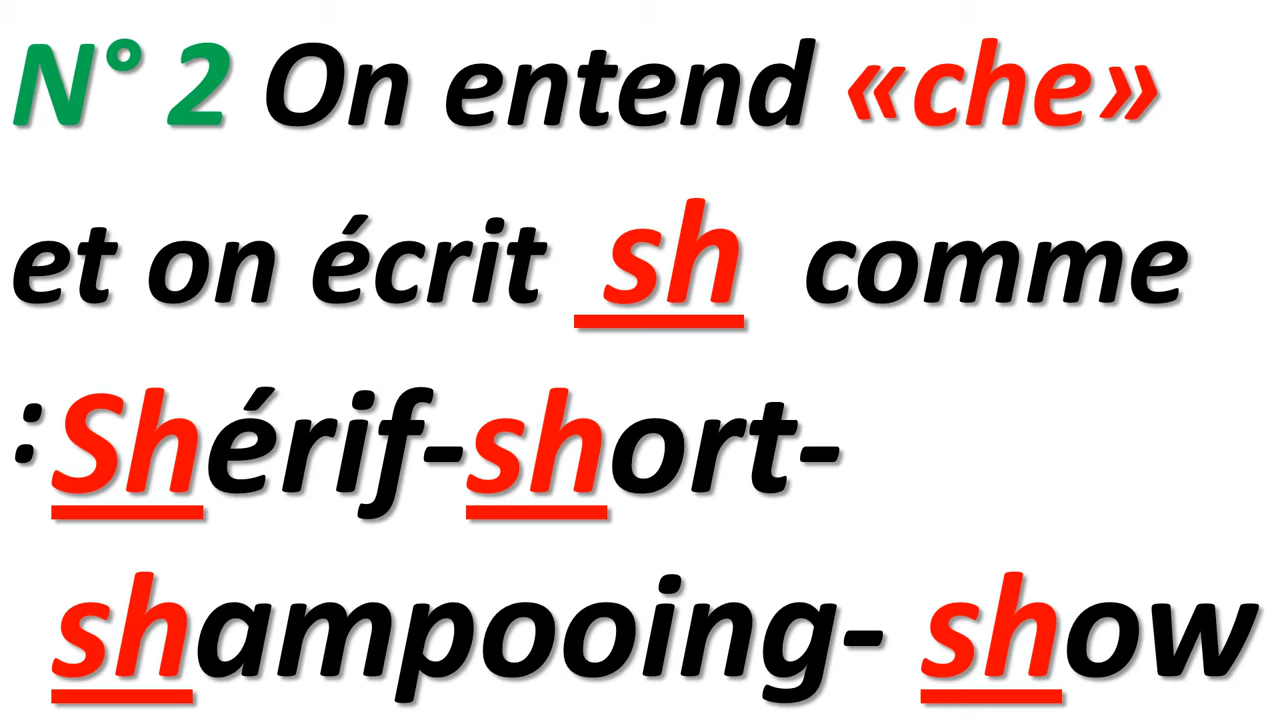 N° 2 On entend «che»
et on écrit sh comme
:Shérif-short-
shampooing- show